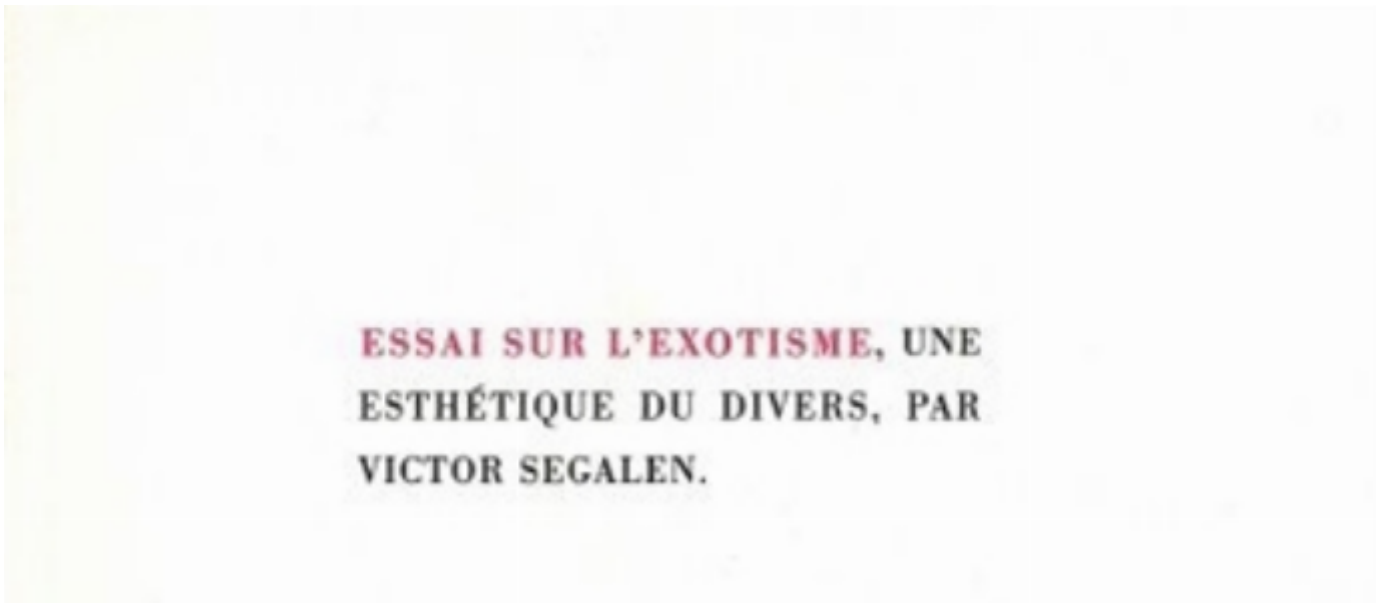 ESSAI SUR L'EXOTISME, UNE
ESTHÉTIQUE DU DIVERS, PAR
VICTOR SEGALEN.